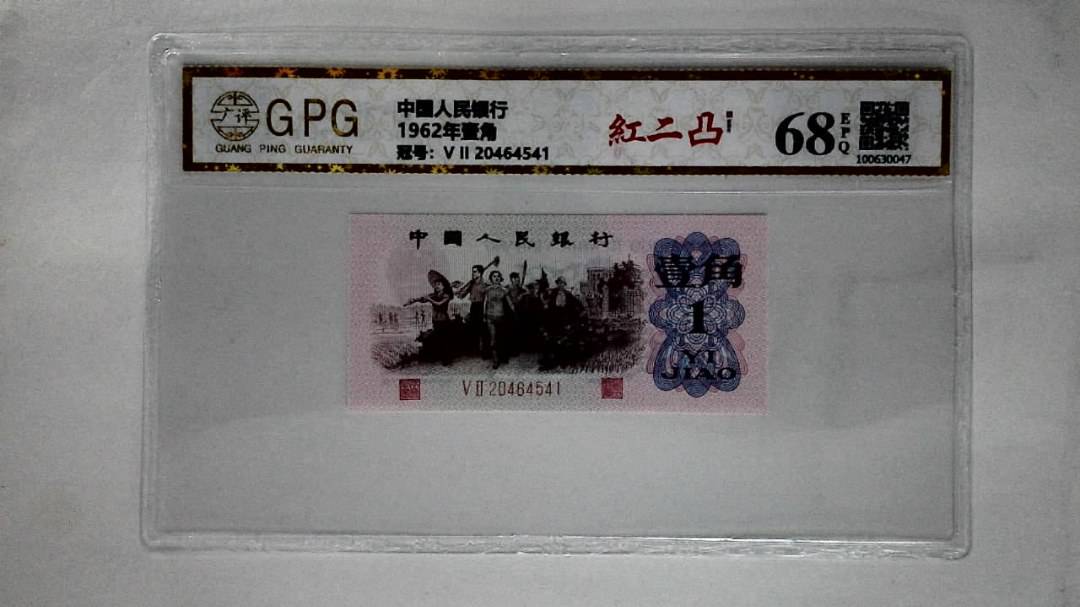 广评
GPG
GUANG PING GUARANTY
中國人民銀行
1962年壹角
冠号: V II 20464541
紅二凸
68
EPQ
100630047
中國人民銀行
壹角
1
YI
JIAO
V II 20464541